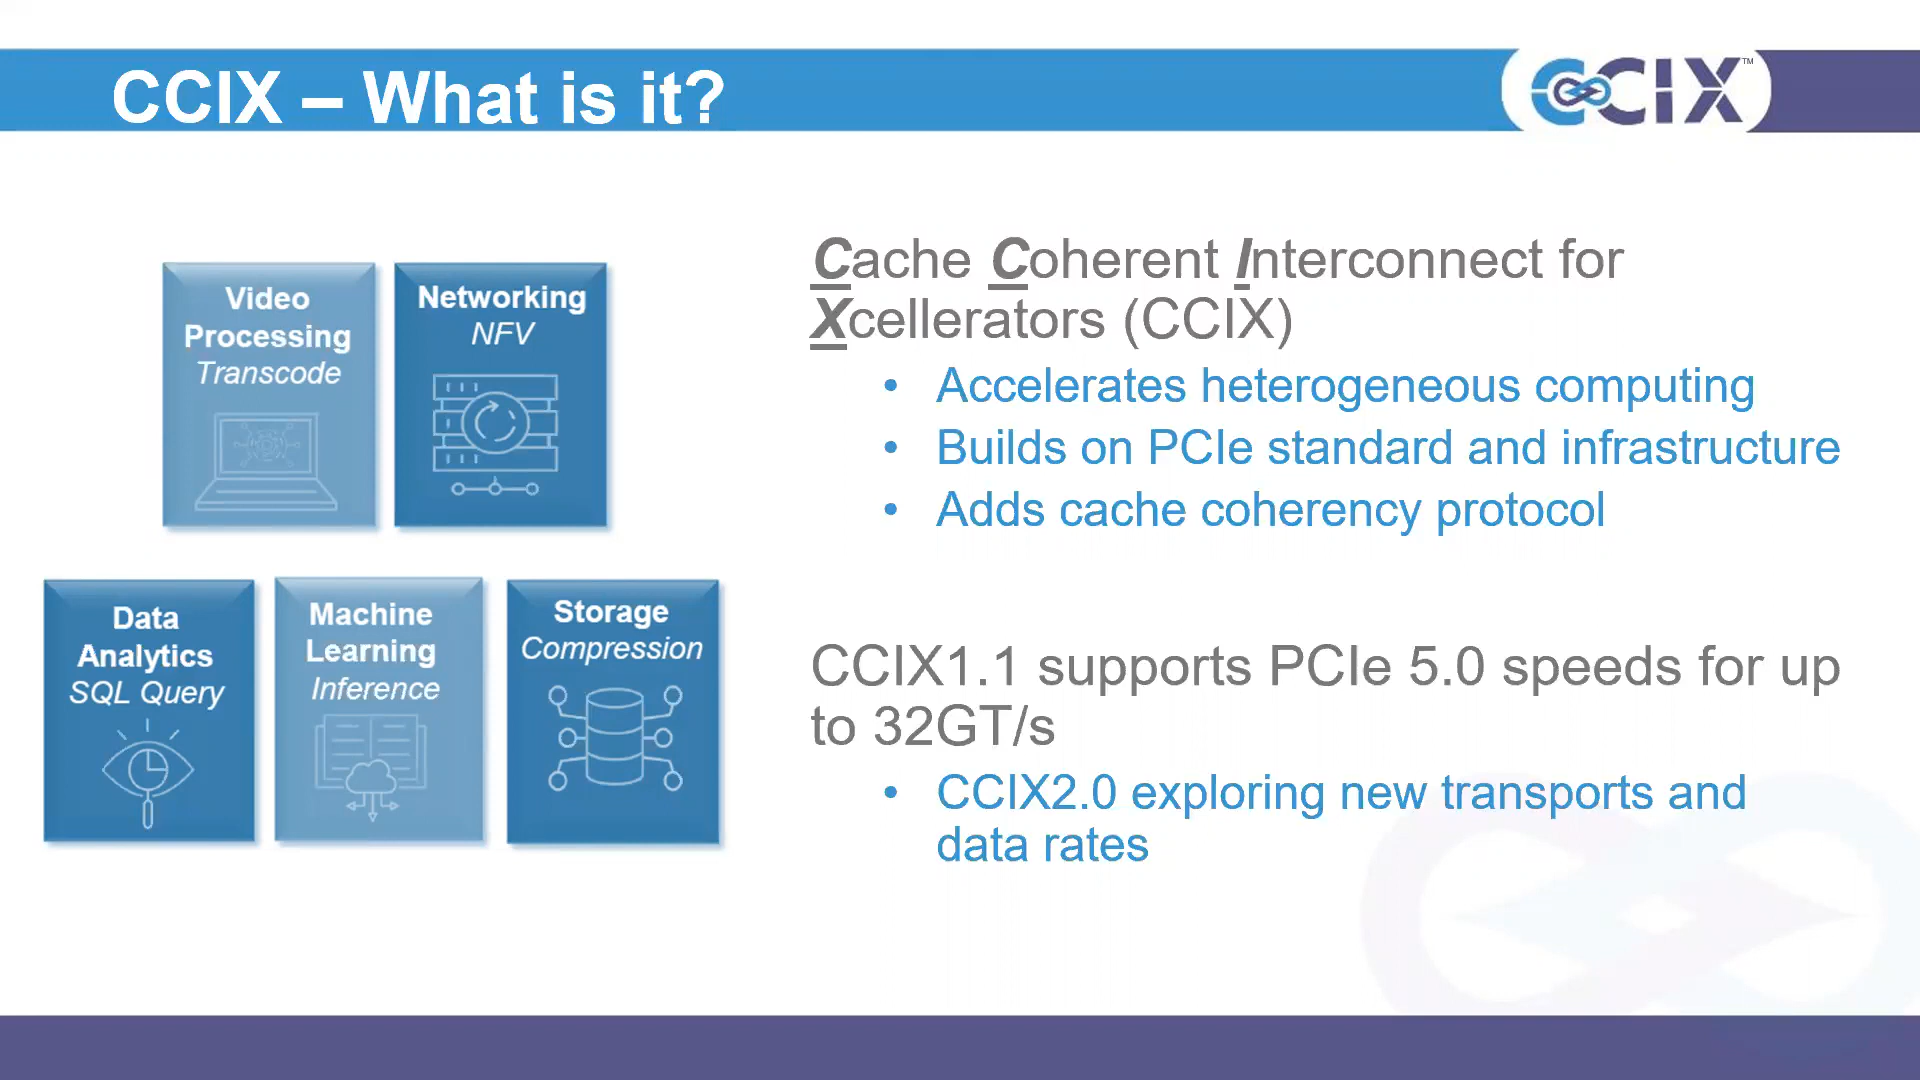 CCIX – What is it?
CCIX™
Video
Processing
Transcode
Networking
NFV
Data
Analytics
SQL Query
Machine
Learning
Inference
Storage
Compression
Cache Coherent Interconnect for
Xcellerators (CCIX)
• Accelerates heterogeneous computing
• Builds on PCIe standard and infrastructure
• Adds cache coherency protocol
CCIX1.1 supports PCIe 5.0 speeds for up
to 32GT/s
• CCIX2.0 exploring new transports and
data rates